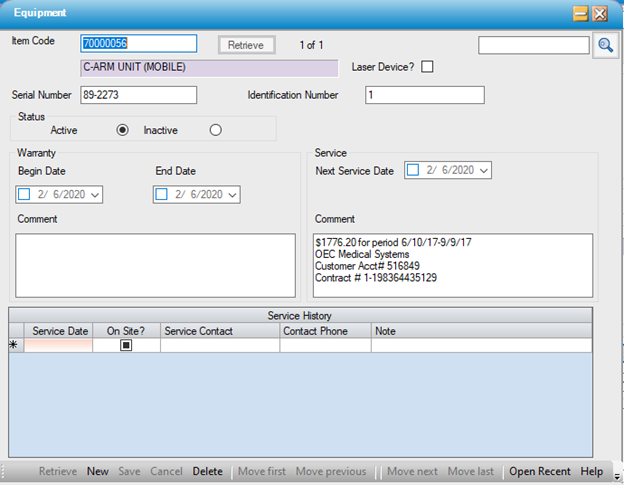 Equipment
Item Code 70000056 Retrieve 1 of 1
C-ARM UNIT (MOBILE) Laser Device?
Serial Number 89-2273 Identification Number 1
Status
Active Inactive
Warranty Service
Begin Date End Date Next Service Date 2/ 6/2020
2/ 6/2020 2/ 6/2020
Comment Comment
$1776.20 for period 6/10/17-9/9/17
OEC Medical Systems
Customer Acct# 516849
Contract # 1-198364435129
Service History
Service Date On Site? Service Contact Contact Phone Note
Retrieve New Save Cancel Delete Move first Move previous Move next Move last Open Recent Help